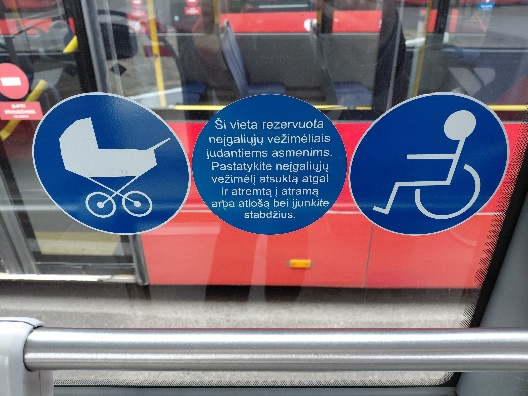 Ši vieta rezervuota
neįgaliųjų vežimėliais
judantiems asmenims.
Pastatykite neįgaliųjų
vežimėlį atsuktą atgal
ir atremtą į atramą
arba atlošą bei įjunkite
stabdžius.